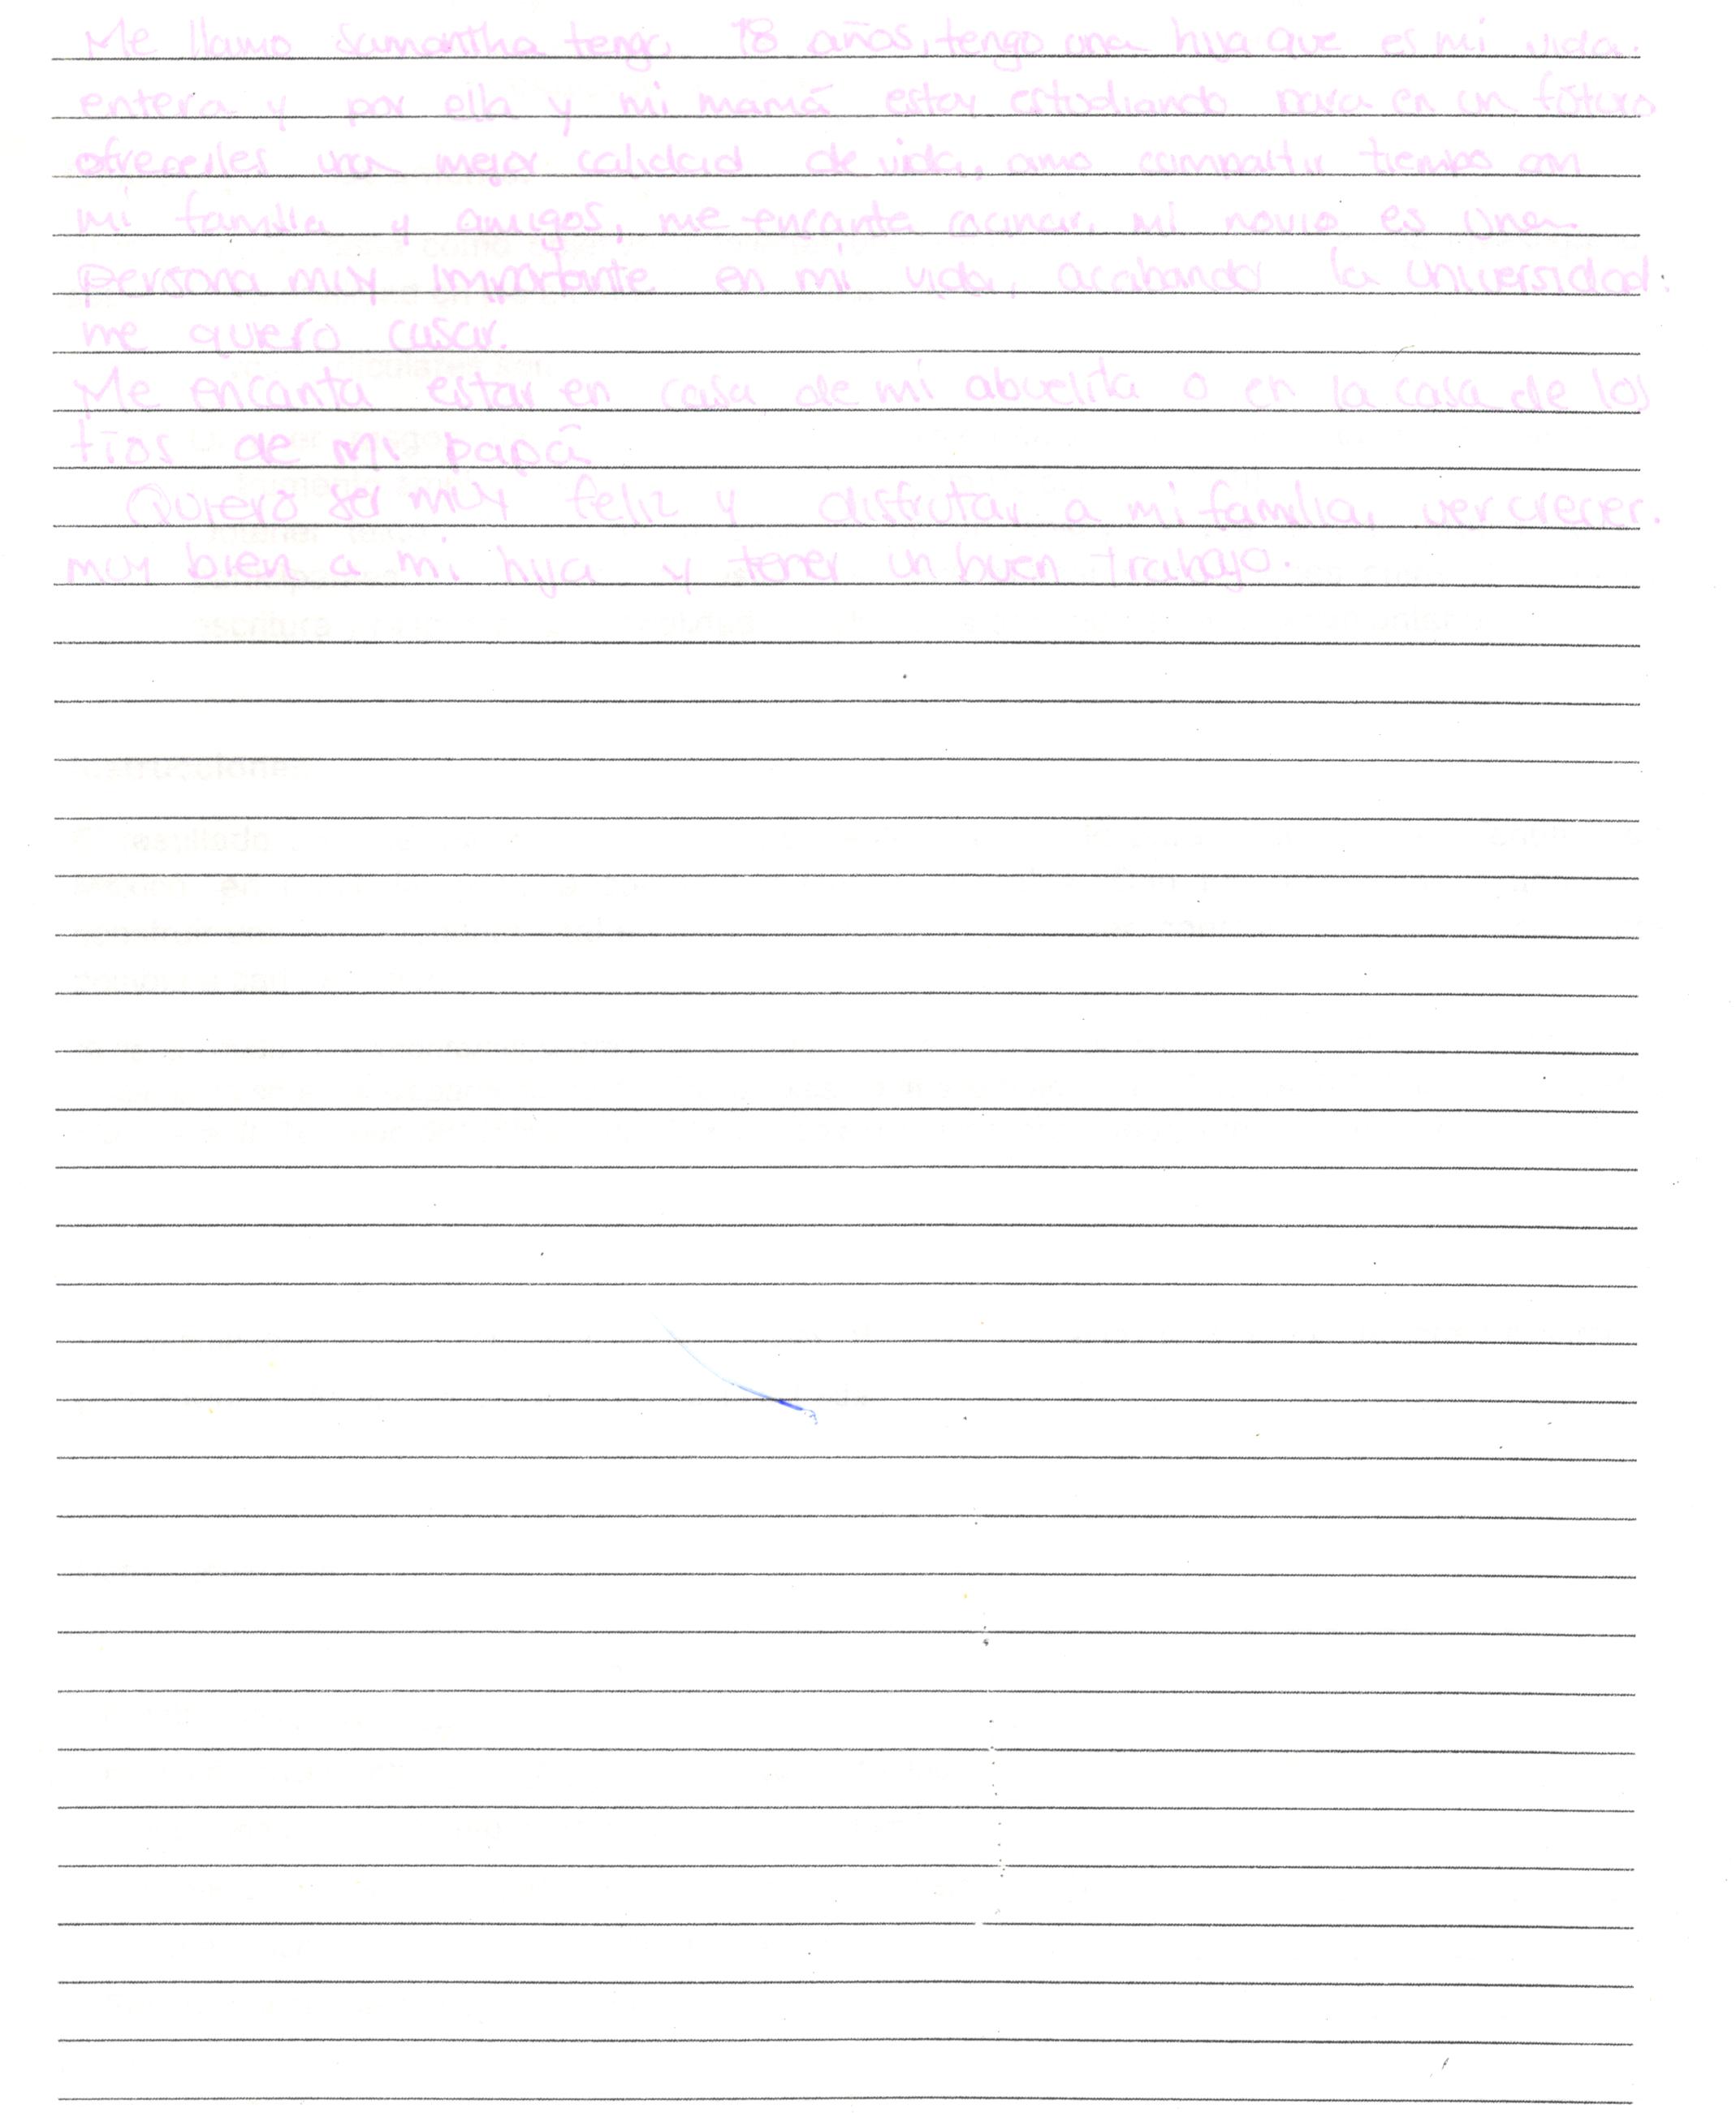 Me llamo Samantha tengo 18 años, tengo una hija que es mi vida.
entera y por ella y mi mamá estoy estudiando para en un futuro
ofrecerles una mejor calidad de vida, amo compartir tiempo con
mi familia y amigos, me encanta cocinar, mi novio es una
persona muy importante en mi vida, acabando la universidad.
me quiero casar.
Me encanta estar en casa de mi abuelita o en la casa de los
tíos de mi papá
Quiero ser muy feliz y disfrutar a mi familia, ver crecer.
muy bien a mi hija y tener un buen trabajo.